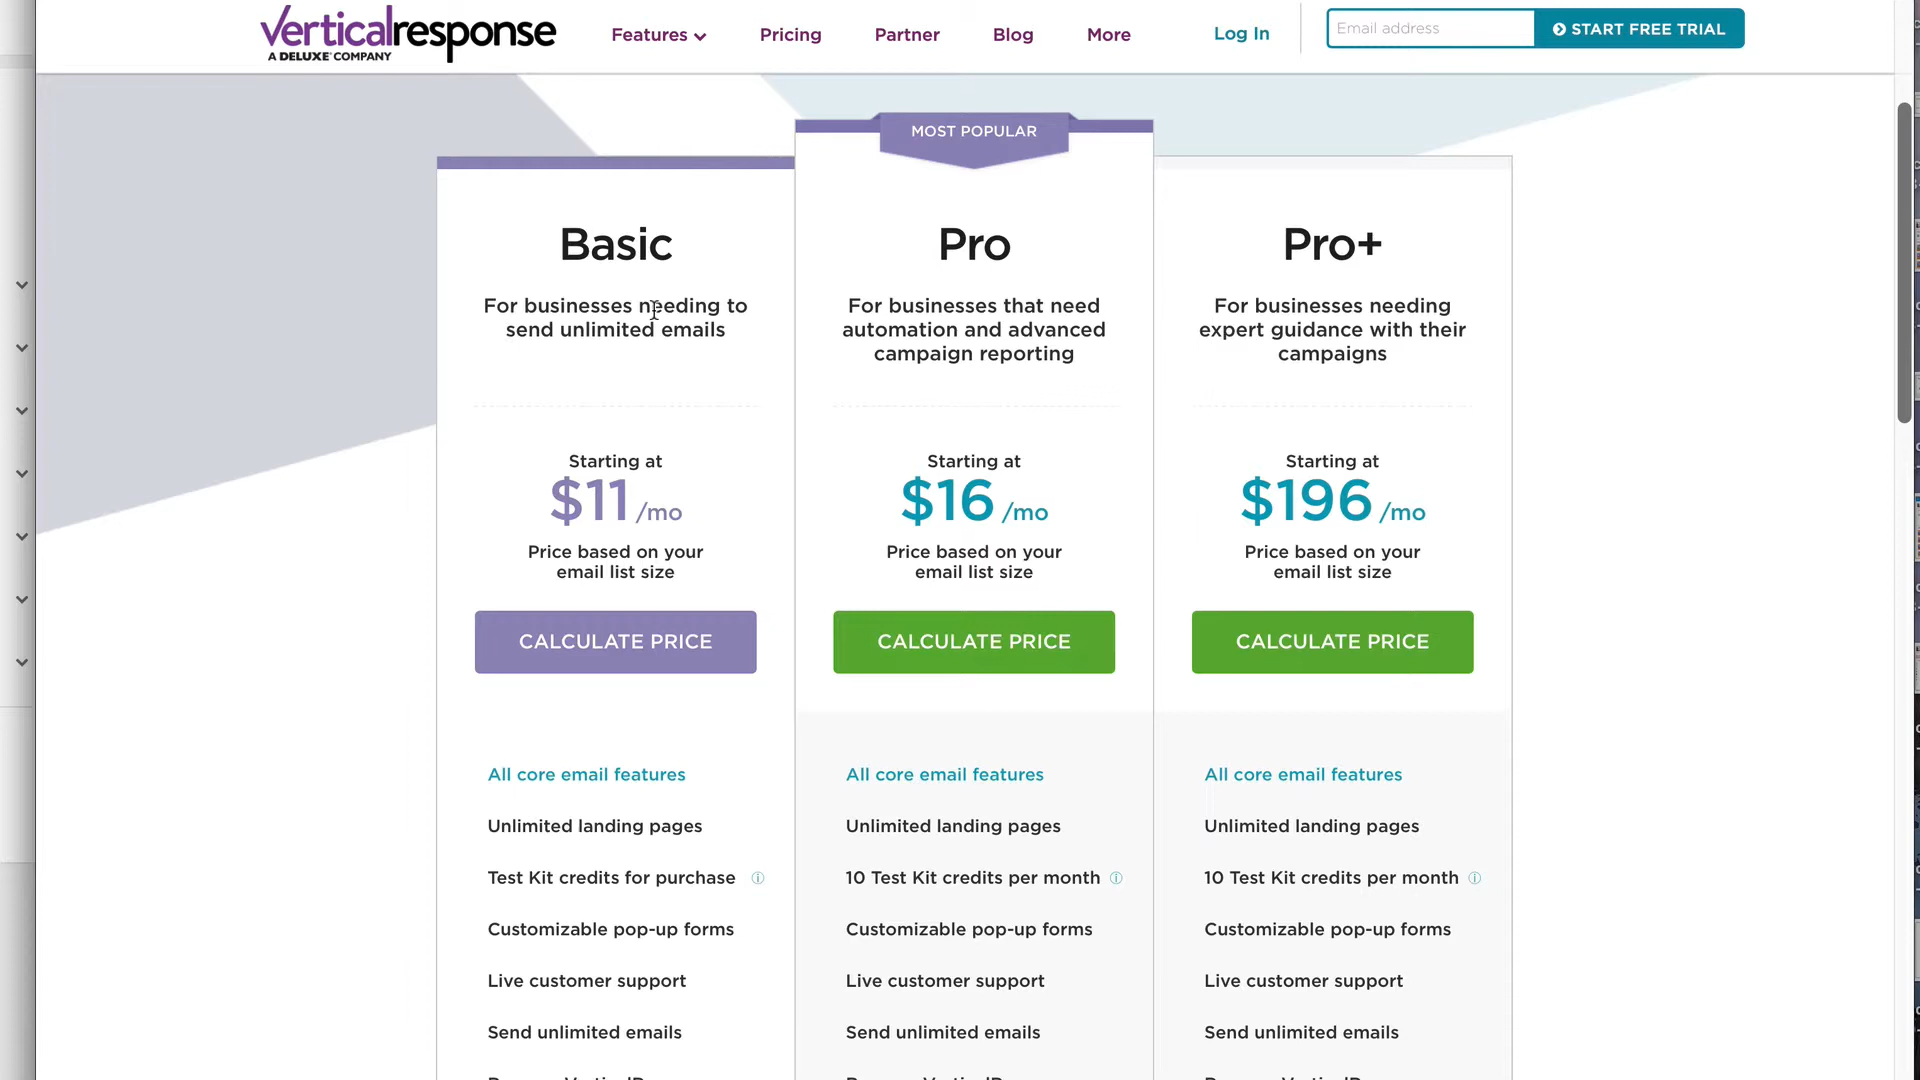 verticalresponse
A DELUXE COMPANY
Features
Pricing
Partner
Blog
More
Log In
Email address
START FREE TRIAL
MOST POPULAR
Basic
For businesses needing to
send unlimited emails
Starting at
$11 /mo
Price based on your
email list size
CALCULATE PRICE
All core email features
Unlimited landing pages
Test Kit credits for purchase
Customizable pop-up forms
Live customer support
Send unlimited emails
Pro
For businesses that need
automation and advanced
campaign reporting
Starting at
$16 /mo
Price based on your
email list size
CALCULATE PRICE
All core email features
Unlimited landing pages
10 Test Kit credits per month
Customizable pop-up forms
Live customer support
Send unlimited emails
Pro+
For businesses needing
expert guidance with their
campaigns
Starting at
$196 /mo
Price based on your
email list size
CALCULATE PRICE
All core email features
Unlimited landing pages
10 Test Kit credits per month
Customizable pop-up forms
Live customer support
Send unlimited emails